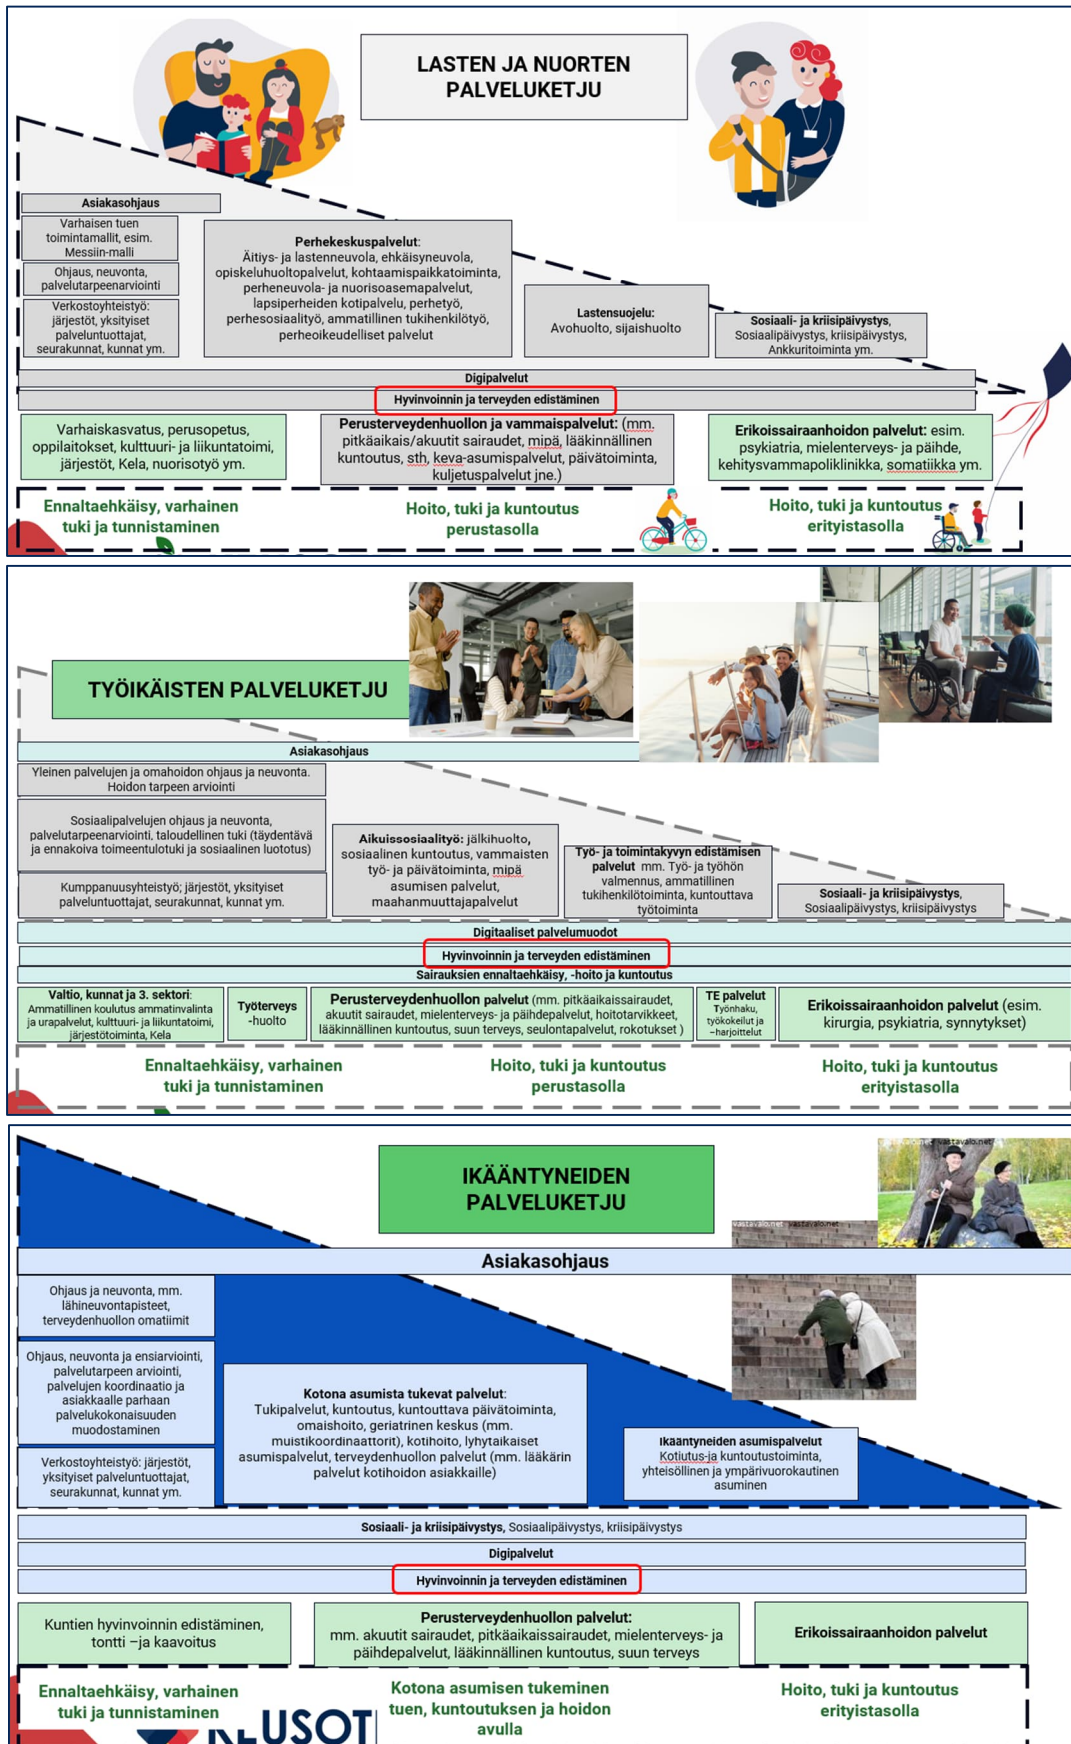 LASTEN JA NUORTEN
PALVELUKETJU
Asiakasohjaus
Varhaisen tuen
toimintamallit, esim.
Messiin-malli
Ohjaus, neuvonta,
palvelutarpeenarviointi
Verkostoyhteistyö:
järjestöt, yksityiset
palveluntuottajat,
seurakunnat, kunnat ym.
Perhekeskuspalvelut:
Äitiys- ja lastenneuvola, ehkäisyneuvola,
opiskeluhuoltopalvelut, kohtaamispaikkatoiminta,
perheneuvola- ja nuorisoasemapalvelut,
lapsiperheiden kotipalvelu, perhetyö,
perhesosiaalityö, ammatillinen tukihenkilötyö,
perheoikeudelliset palvelut
Lastensuojelu:
Avohuolto, sijaishuolto
Sosiaali- ja kriisipäivystys,
Sosiaalipäivystys, kriisipäivystys,
Ankkuritoiminta ym.
Digipalvelut
Hyvinvoinnin ja terveyden edistäminen
Varhaiskasvatus, perusopetus,
oppilaitokset, kulttuuri- ja liikuntatoimi,
järjestöt, Kela, nuorisotyö ym.
Perusterveydenhuollon ja vammaispalvelut: (mm.
pitkäaikais/akuutit sairaudet, mipä, lääkinnällinen
kuntoutus, sth, keva-asumispalvelut, päivätoiminta,
kuljetuspalvelut jne.)
Erikoissairaanhoidon palvelut: esim.
psykiatria, mielenterveys- ja päihde,
kehitysvammapoliklinikka, somatiikka ym.
Ennaltaehkäisy, varhainen
tuki ja tunnistaminen
Hoito, tuki ja kuntoutus
perustasolla
Hoito, tuki ja kuntoutus
erityistasolla
TYÖIKÄISTEN PALVELUKETJU
Asiakasohjaus
Yleinen palvelujen ja omahoidon ohjaus ja neuvonta.
Hoidon tarpeen arviointi
Sosiaalipalvelujen ohjaus ja neuvonta,
palvelutarpeenarviointi, taloudellinen tuki (täydentävä
ja ennakoiva toimeentulotuki ja sosiaalinen luototus)
Kumppanuusyhteistyö; järjestöt, yksityiset
palveluntuottajat, seurakunnat, kunnat ym.
Aikuissosiaalityö: jälkihuolto,
sosiaalinen kuntoutus, vammaisten
työ- ja päivätoiminta, mipä
asumisen palvelut,
maahanmuuttajapalvelut
Työ- ja toimintakyvyn edistämisen
palvelut mm. Työ- ja työhön
valmennus, ammatillinen
tukihenkilötoiminta, kuntouttava
työtoiminta
Sosiaali- ja kriisipäivystys,
Sosiaalipäivystys, kriisipäivystys
Digitaaliset palvelumuodot
Hyvinvoinnin ja terveyden edistäminen
Sairauksien ennaltaehkäisy, -hoito ja kuntoutus
Valtio, kunnat ja 3. sektori:
Ammatillinen koulutus ammatinvalinta
ja urapalvelut, kulttuuri- ja liikuntatoimi,
järjestötoiminta, Kela
Työterveys
-huolto
Perusterveydenhuollon palvelut (mm. pitkäaikaissairaudet,
akuutit sairaudet, mielenterveys- ja päihdepalvelut, hoitotarvikkeet,
lääkinnällinen kuntoutus, suun terveys, seulontapalvelut, rokotukset )
TE palvelut
Työnhaku,
työkokeilut ja
–harjoittelut
Erikoissairaanhoidon palvelut (esim.
kirurgia, psykiatria, synnytykset)
Ennaltaehkäisy, varhainen
tuki ja tunnistaminen
Hoito, tuki ja kuntoutus
perustasolla
Hoito, tuki ja kuntoutus
erityistasolla
IKÄÄNTYNEIDEN
PALVELUKETJU
vastavalo.net
vastavalo.net vastavalo.net
Asiakasohjaus
Ohjaus ja neuvonta, mm.
lähineuvontapisteet,
terveydenhuollon omatiimit
Ohjaus, neuvonta ja ensiarviointi,
palvelutarpeen arviointi,
palvelujen koordinaatio ja
asiakkaalle parhaan
palvelukokonaisuuden
muodostaminen
Verkostoyhteistyö: järjestöt,
yksityiset palveluntuottajat,
seurakunnat, kunnat ym.
Kotona asumista tukevat palvelut:
Tukipalvelut, kuntoutus, kuntouttava päivätoiminta,
omaishoito, geriatrinen keskus (mm.
muistikoordinaattorit), kotihoito, lyhytaikaiset
asumispalvelut, terveydenhuollon palvelut (mm. lääkärin
palvelut kotihoidon asiakkaille)
Ikääntyneiden asumispalvelut
Kotiutus-ja kuntoutustoiminta,
yhteisöllinen ja ympärivuorokautinen
asuminen
Sosiaali- ja kriisipäivystys, Sosiaalipäivystys, kriisipäivystys
Digipalvelut
Hyvinvoinnin ja terveyden edistäminen
Kuntien hyvinvoinnin edistäminen,
tontti –ja kaavoitus
Perusterveydenhuollon palvelut:
mm. akuutit sairaudet, pitkäaikaissairaudet, mielenterveys- ja
päihdepalvelut, lääkinnällinen kuntoutus, suun terveys
Erikoissairaanhoidon palvelut
Ennaltaehkäisy, varhainen
tuki ja tunnistaminen
Kotona asumisen tukeminen
tuen, kuntoutuksen ja hoidon
avulla
Hoito, tuki ja kuntoutus
erityistasolla
KEUSOTE